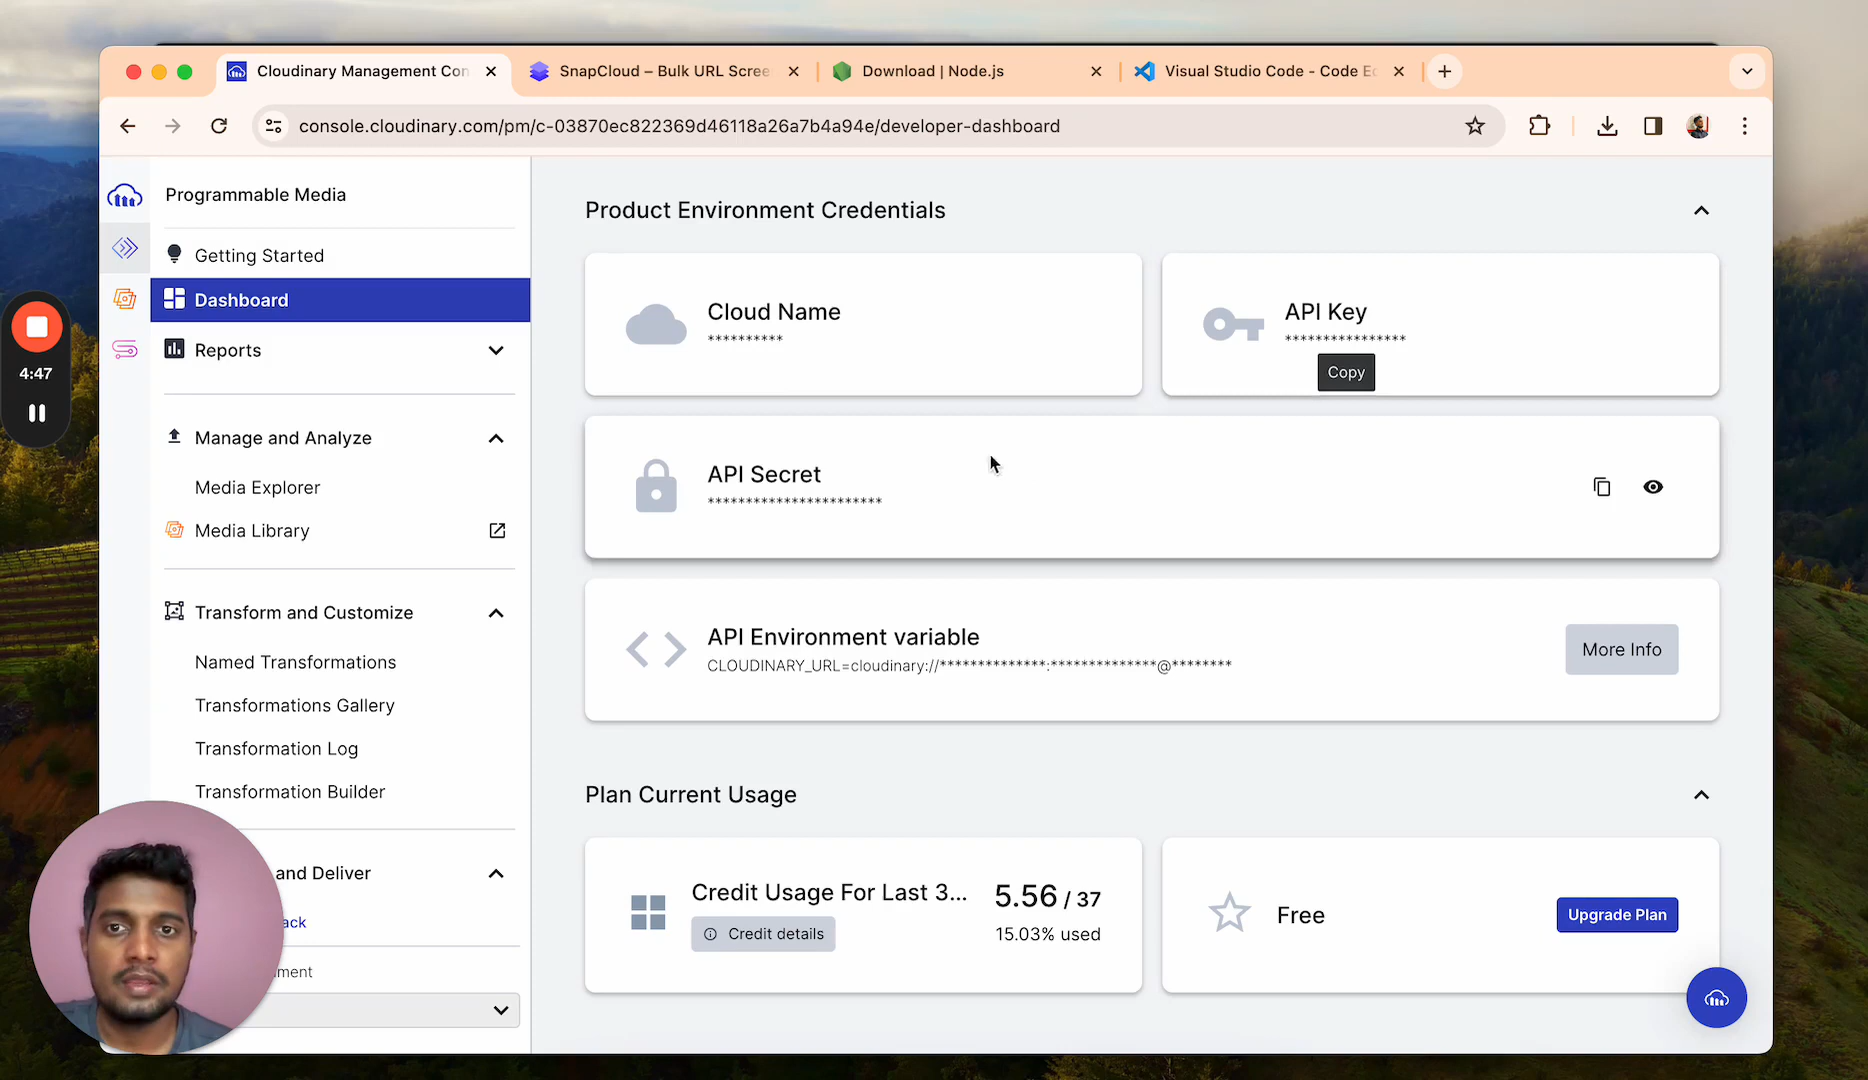 Cloudinary Management Con
SnapCloud – Bulk URL Scree
Download | Node.js
Visual Studio Code - Code Ec
console.cloudinary.com/pm/c-03870ec822369d46118a26a7b4a94e/developer-dashboard
4:47
Programmable Media
Getting Started
Dashboard
Reports
Manage and Analyze
Media Explorer
Media Library
Transform and Customize
Named Transformations
Transformations Gallery
Transformation Log
Transformation Builder
and Deliver
ack
nment
Product Environment Credentials
Cloud Name
**********
API Key
****************
Copy
API Secret
***********************
API Environment variable
CLOUDINARY_URL=cloudinary://**************:**************@********
More Info
Plan Current Usage
Credit Usage For Last 3...
5.56 / 37
Credit details
15.03% used
Free
Upgrade Plan